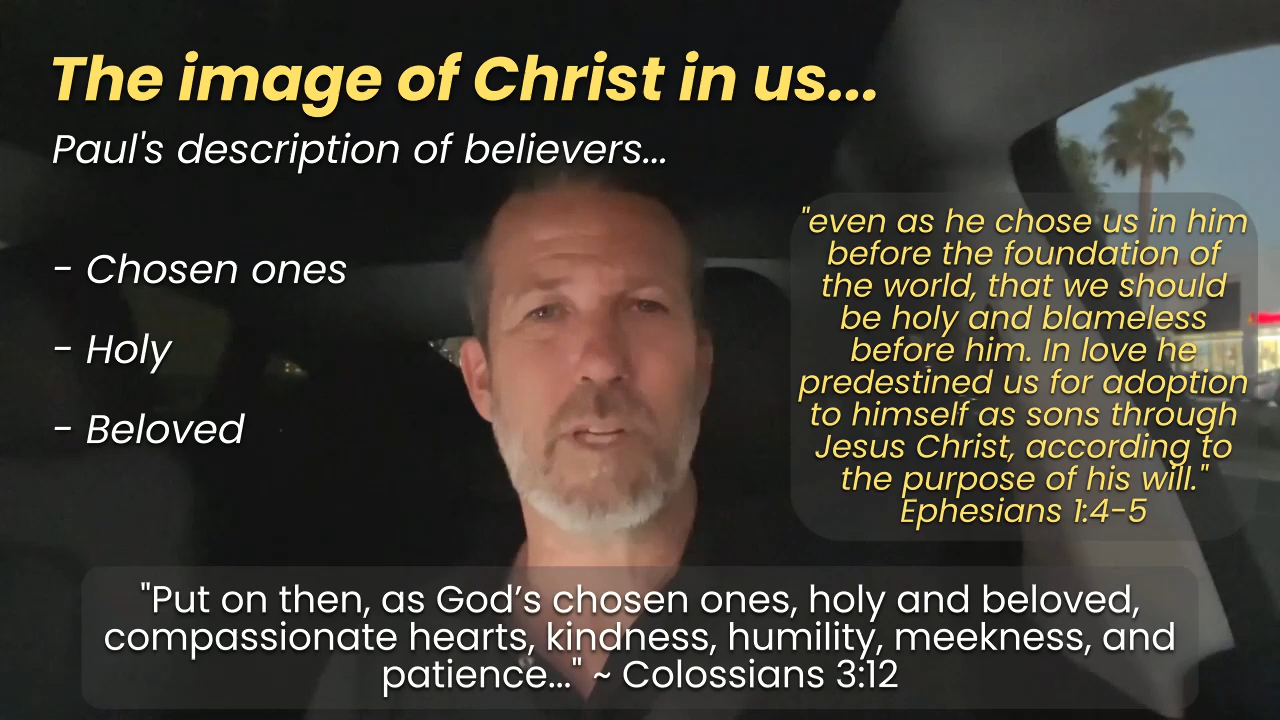 The image of Christ in us...
Paul's description of believers...
- Chosen ones
- Holy
- Beloved
"even as he chose us in him
before the foundation of
the world, that we should
be holy and blameless
before him. In love he
predestined us for adoption
to himself as sons through
Jesus Christ, according to
the purpose of his will."
Ephesians 1:4-5
"Put on then, as God’s chosen ones, holy and beloved,
compassionate hearts, kindness, humility, meekness, and
patience..." ~ Colossians 3:12